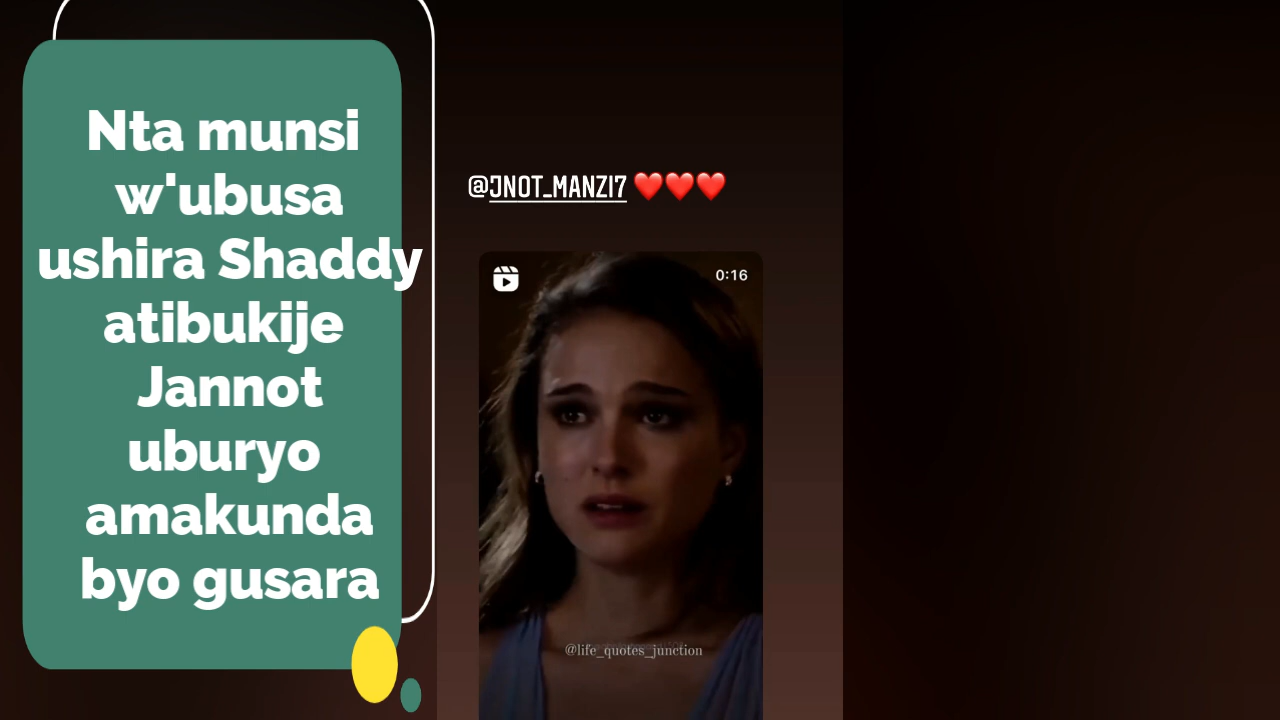 Nta munsi
w'ubusa
ushira Shaddy
atibukije
Jannot
uburyo
amakunda
byo gusara
@JNOT_MANZI7 ❤️❤️❤️
0:16
@life_quotes_junction